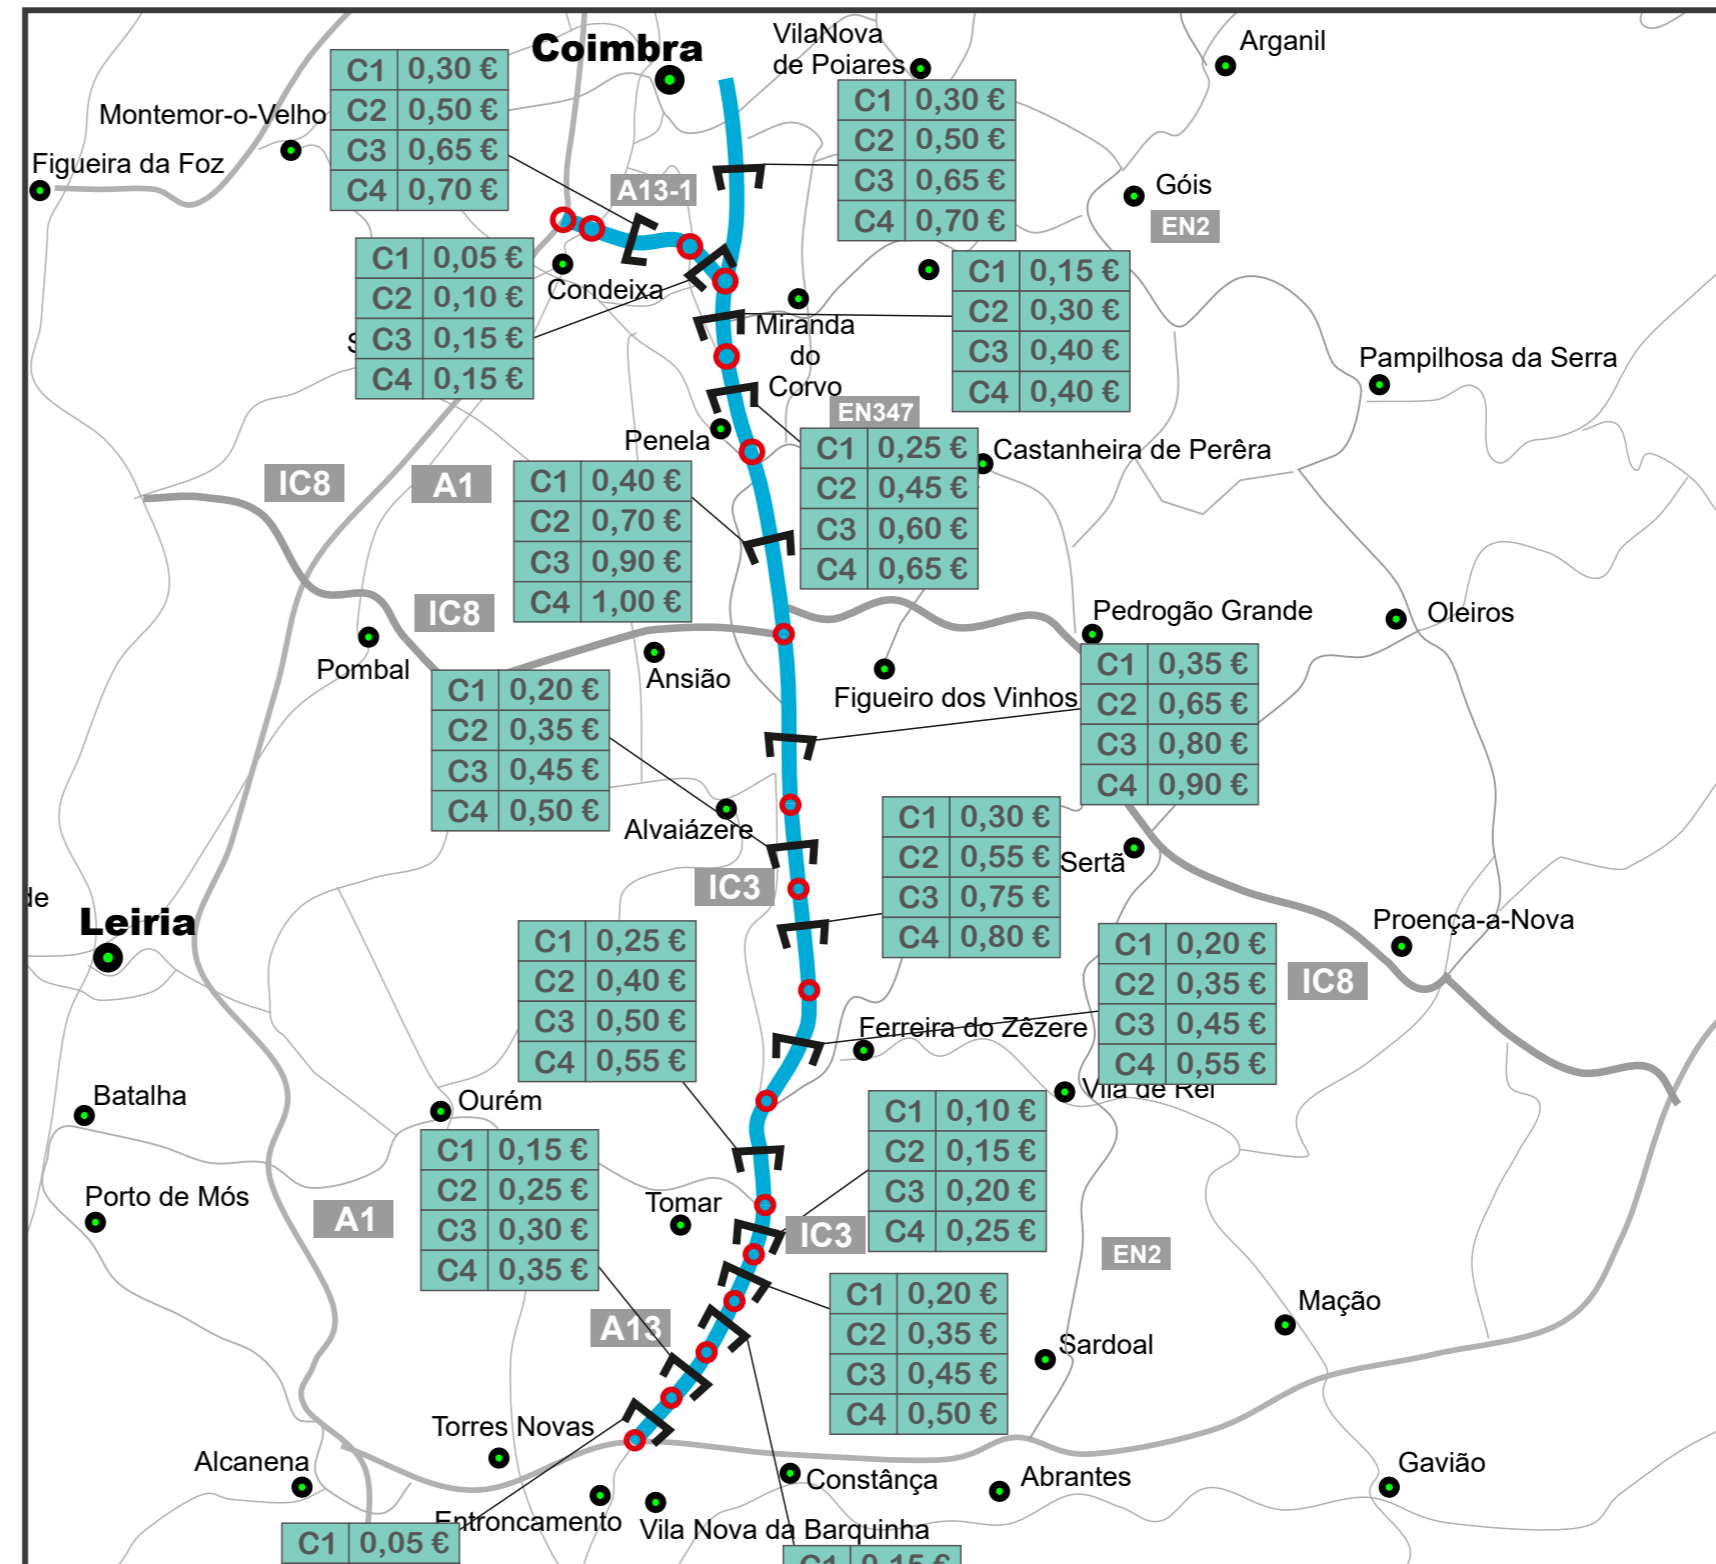 Coimbra
VilaNova
de Poiares
Arganil
C1 0,30 €
C2 0,50 €
C3 0,65 €
C4 0,70 €
Montemor-o-Velho
Figueira da Foz
C1 0,30 €
C2 0,50 €
C3 0,65 €
C4 0,70 €
A13-1
Góis
EN2
C1 0,05 €
C2 0,10 €
C3 0,15 €
C4 0,15 €
Condeixa
C1 0,15 €
C2 0,30 €
C3 0,40 €
C4 0,40 €
Miranda
do
Corvo
Pampilhosa da Serra
EN347
Penela
C1 0,25 €
C2 0,45 €
C3 0,60 €
C4 0,65 €
Castanheira de Perêra
IC8
A1
C1 0,40 €
C2 0,70 €
C3 0,90 €
C4 1,00 €
IC8
Pedrogão Grande
Oleiros
Pombal
Ansião
Figueiro dos Vinhos
C1 0,35 €
C2 0,65 €
C3 0,80 €
C4 0,90 €
C1 0,20 €
C2 0,35 €
C3 0,45 €
C4 0,50 €
Alvaiázere
C1 0,30 €
C2 0,55 €
C3 0,75 €
C4 0,80 €
Sertã
IC3
de
Leiria
Proença-a-Nova
C1 0,25 €
C2 0,40 €
C3 0,50 €
C4 0,55 €
C1 0,20 €
C2 0,35 €
C3 0,45 €
C4 0,55 €
IC8
Ferreira do Zêzere
Vila de Rei
Batalha
Ourém
C1 0,10 €
C2 0,15 €
C3 0,20 €
C4 0,25 €
C1 0,15 €
C2 0,25 €
C3 0,30 €
C4 0,35 €
Porto de Mós
A1
Tomar
IC3
EN2
C1 0,20 €
C2 0,35 €
C3 0,45 €
C4 0,50 €
A13
Mação
Sardoal
Torres Novas
Alcanena
Constânça
Abrantes
Gavião
Entroncamento
Vila Nova da Barquinha
C1 0,05 €
C1 0,15 €